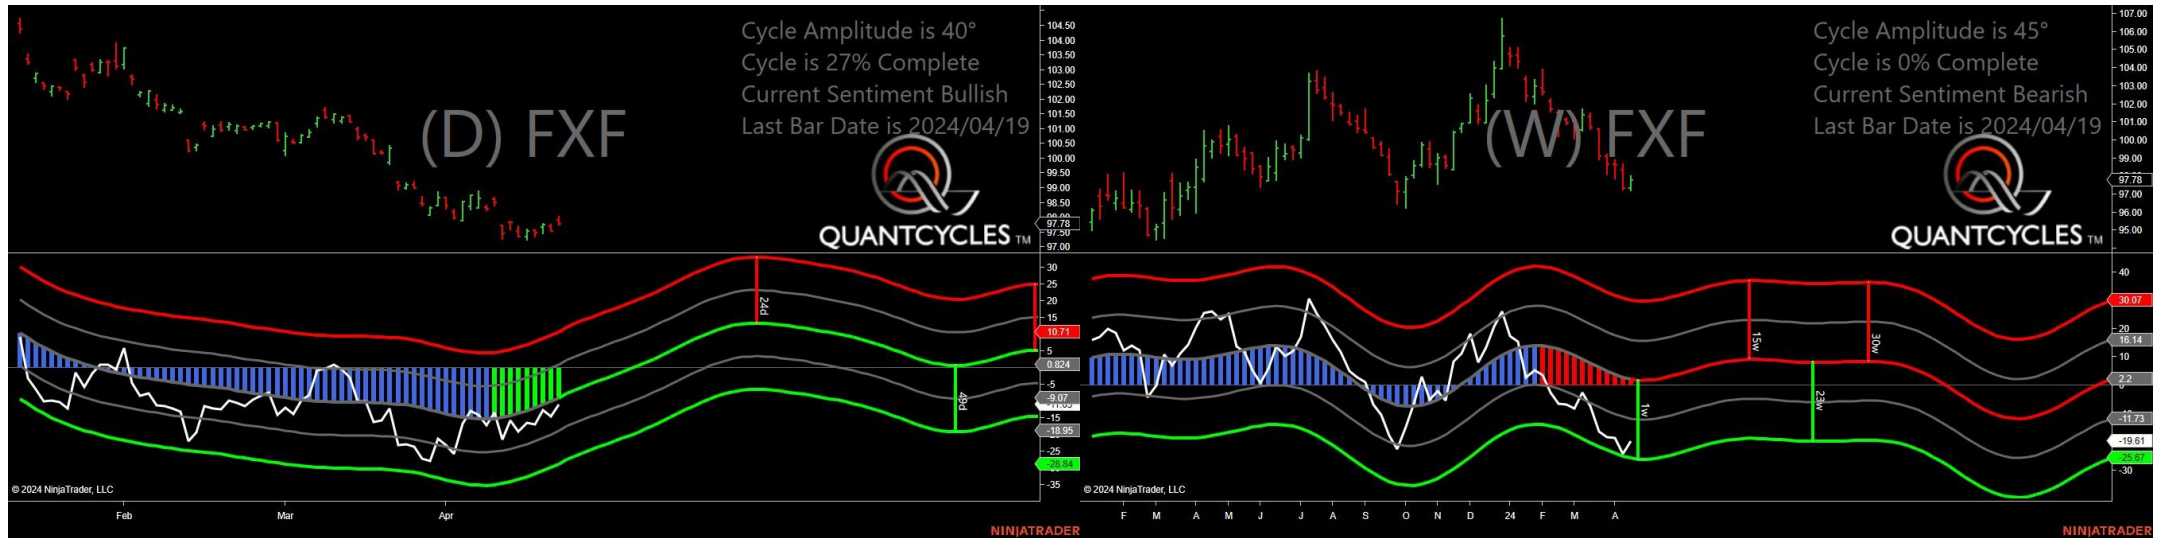 Cycle Amplitude is 40°
Cycle is 27% Complete
Current Sentiment Bullish
Last Bar Date is 2024/04/19
(D) FXF
QUANTCYCLES TM
104.50
104.00
103.50
103.00
102.50
102.00
101.50
101.00
100.50
100.00
99.50
99.00
98.50
97.78
97.50
97.00
24d
49d
30
25
20
15
10.71
5
0.824
-5
-9.07
-15
-18.95
-25
-28.84
-35
© 2024 NinjaTrader, LLC
Feb Mar Apr
NINJATRADER
Cycle Amplitude is 45°
Cycle is 0% Complete
Current Sentiment Bearish
Last Bar Date is 2024/04/19
(W) FXF
QUANTCYCLES TM
107.00
106.00
105.00
104.00
103.00
102.00
101.00
100.00
99.00
97.78
97.00
96.00
95.00
1w
15w
23w
30w
40
30.07
20
16.14
10
2.2
-11.73
-19.61
-25.67
-30
© 2024 NinjaTrader, LLC
F M A M J J A S O N D 24 F M A
NINJATRADER